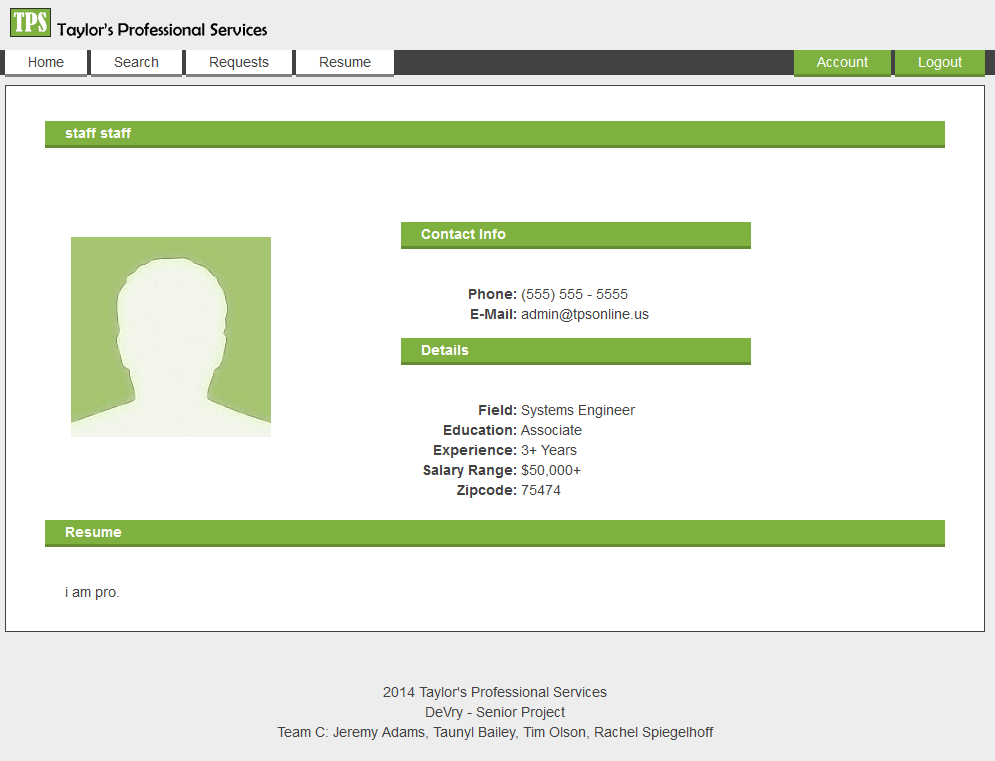 TPS Taylor's Professional Services
Home Search Requests Resume Account Logout
staff staff
Contact Info
Phone: (555) 555 - 5555
E-Mail: admin@tpsonline.us
Details
Field: Systems Engineer
Education: Associate
Experience: 3+ Years
Salary Range: $50,000+
Zipcode: 75474
Resume
i am pro.
2014 Taylor's Professional Services
DeVry - Senior Project
Team C: Jeremy Adams, Taunyl Bailey, Tim Olson, Rachel Spiegelhoff